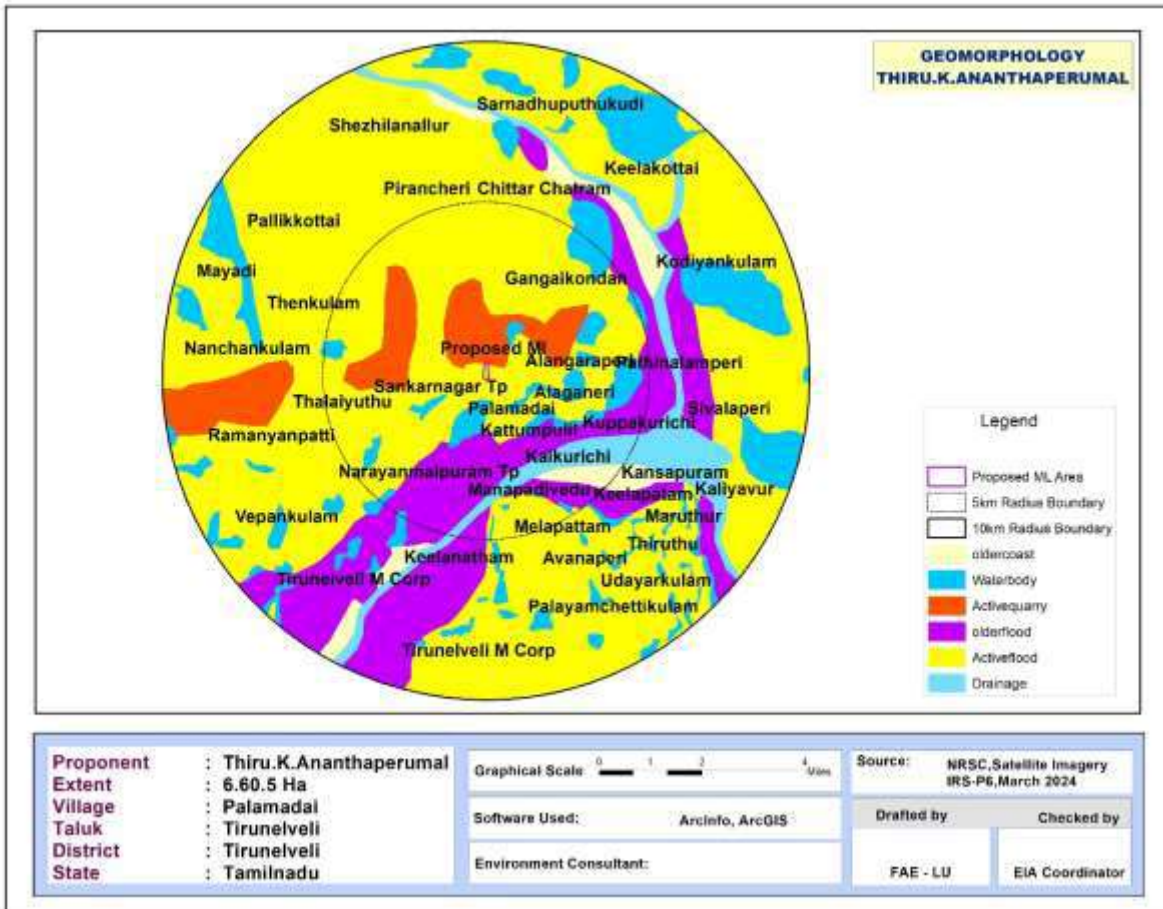 GEOMORPHOLOGY
THIRU.K.ANANTHAPERUMAL
Sarnadhuputhukudi
Shezhilanallur
Keelakottai
Pirancheri Chittar Chatram
Pallikkottai
Kodiyankulam
Mayadi
Gangaikondan
Thenkulam
Nanchankulam
Proposed Ml
Alangaraperi
Pathinalamperi
Sankarnagar Tp
Alaganeri
Thalaiyuthu
Palamadai
Sivalaperi
Kuppakurichi
Kattumpulil
Ramanyanpatti
Kalkurichi
Narayanmalpuram Tp
Kansapuram
Manapadivedu
Keelapalam
Kaliyavur
Vepankulam
Melapattam
Maruthur
Thiruthu
Keelanatham
Avanaperi
Tirunelveli M Corp
Udayarkulam
Palayamchettikulam
Tirunelveli M Corp
Legend
Proposed ML Area
5km Radius Boundary
10km Radius Boundary
oldercoast
Waterbody
Activequarry
olderflood
Activeflood
Drainage
Proponent : Thiru.K.Ananthaperumal
Extent : 6.60.5 Ha
Village : Palamadai
Taluk : Tirunelveli
District : Tirunelveli
State : Tamilnadu
Graphical Scale 0 1 2 4 Miles
Software Used: ArcInfo, ArcGIS
Environment Consultant:
Source: NRSC,Satellite Imagery
IRS-P6,March 2024
Drafted by Checked by
FAE - LU EIA Coordinator